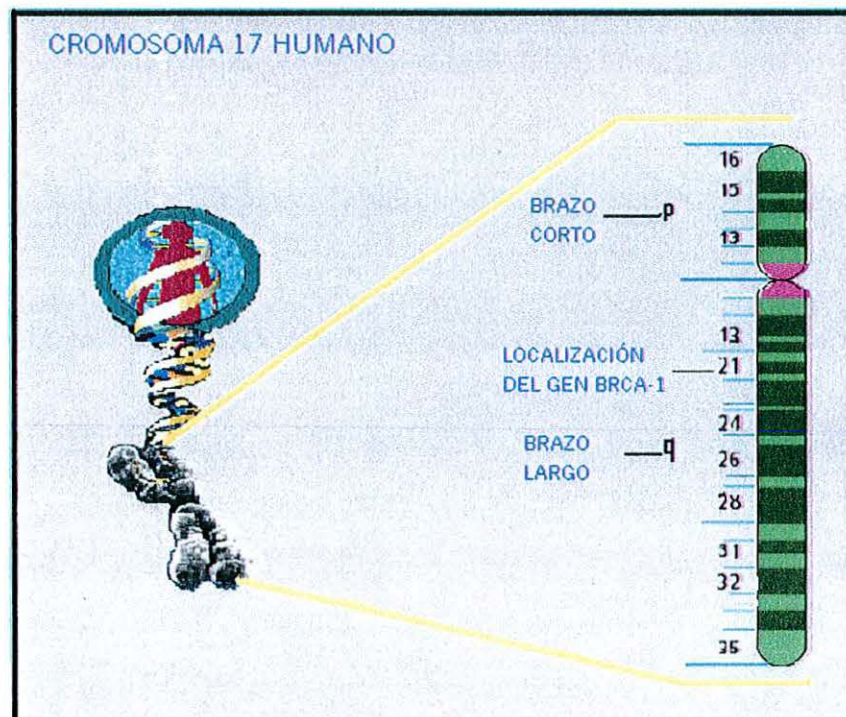 CROMOSOMA 17 HUMANO
16
15
BRAZO
CORTO
p
13
13
LOCALIZACIÓN
DEL GEN BRCA-1
21
24
BRAZO
LARGO
q
26
28
31
32
35